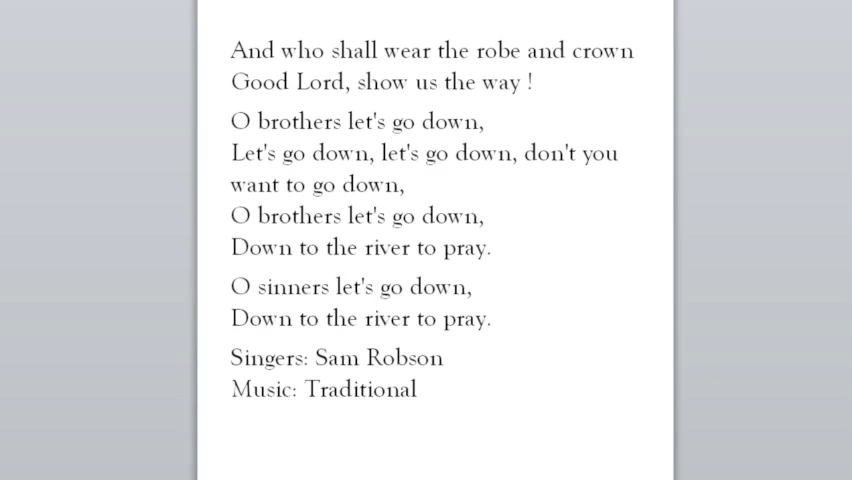 And who shall wear the robe and crown
Good Lord, show us the way !
O brothers let's go down,
Let's go down, let's go down, don't you
want to go down,
O brothers let's go down,
Down to the river to pray.
O sinners let's go down,
Down to the river to pray.
Singers: Sam Robson
Music: Traditional